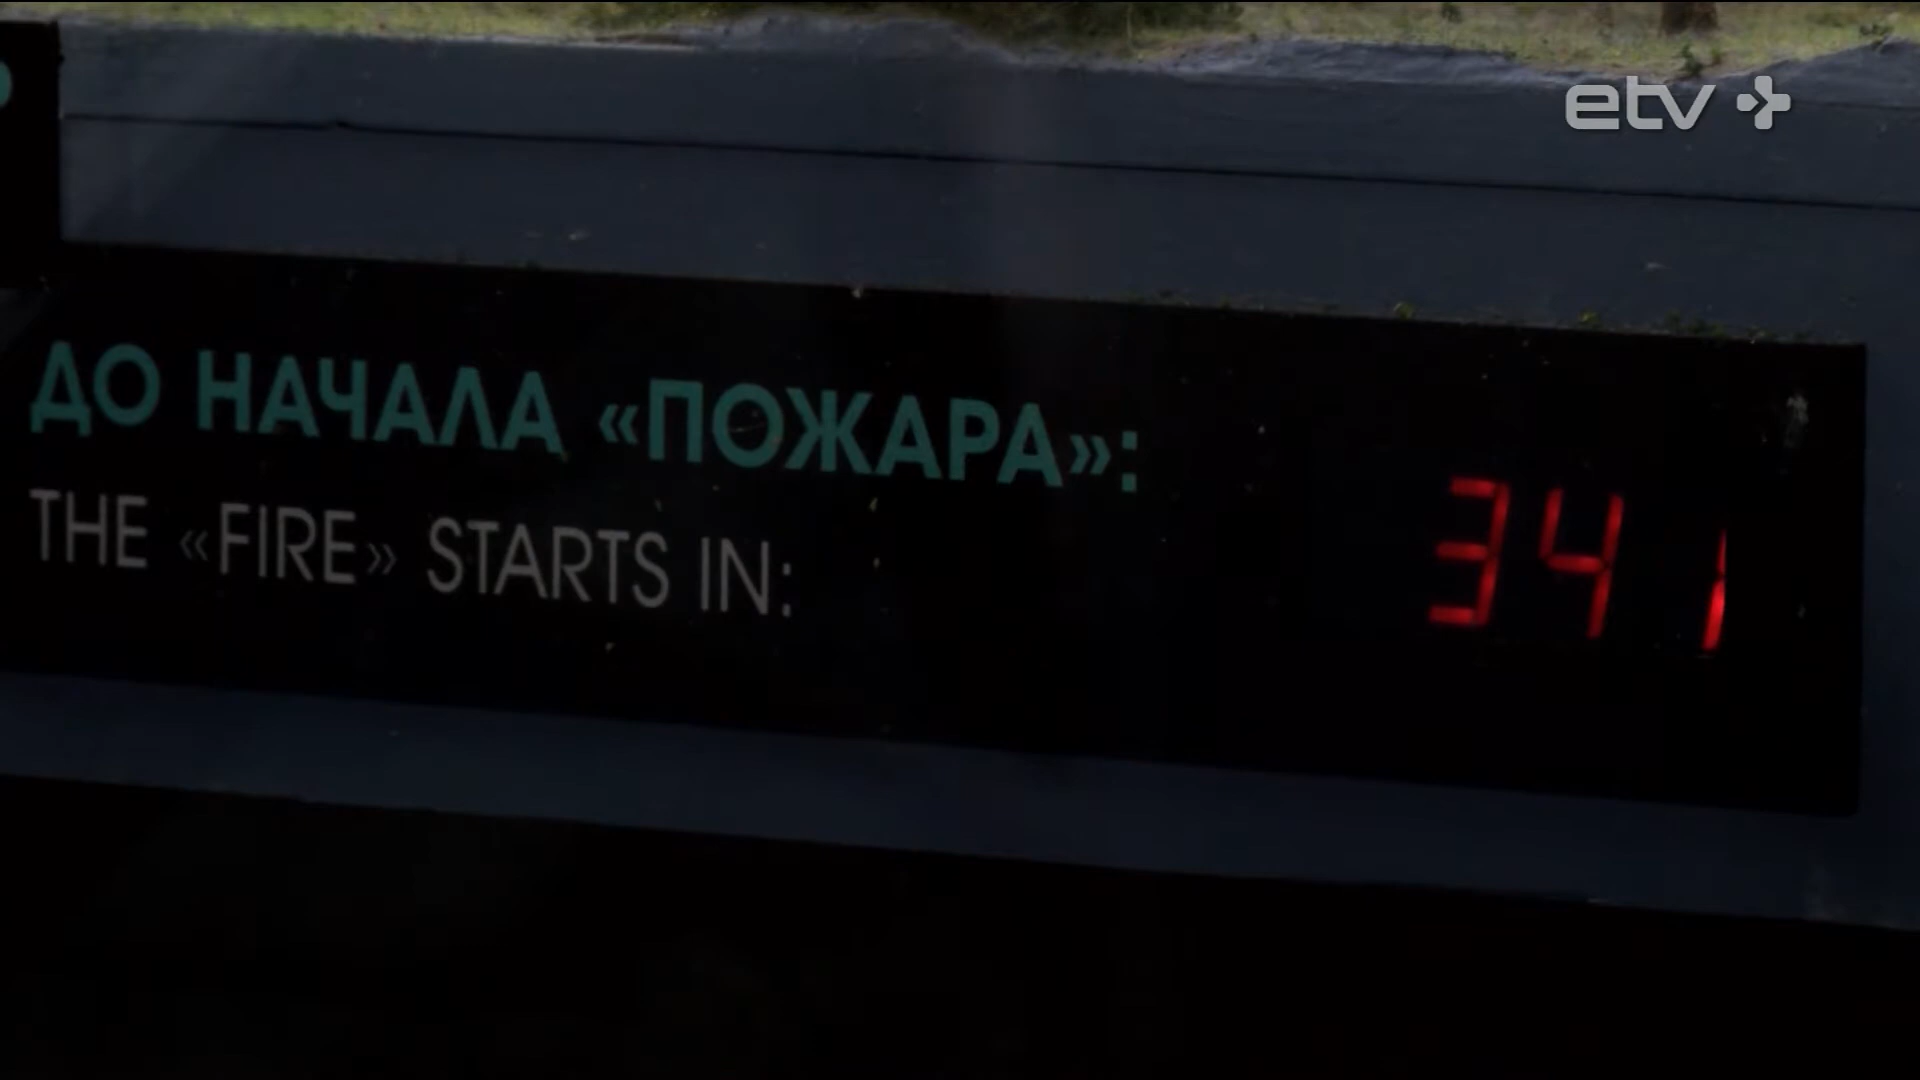 etv+
ДО НАЧАЛА «ПОЖАРА»:
THE «FIRE» STARTS IN:
341